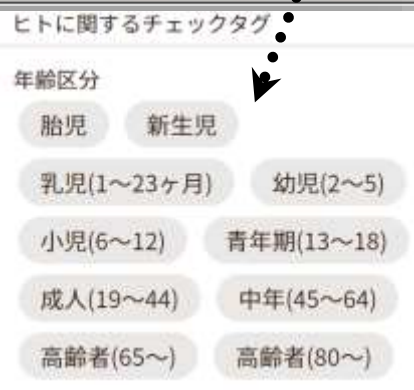 ヒトに関するチェックタグ
年齢区分
胎児 新生児
乳児(1～23ヶ月) 幼児(2～5)
小児(6～12) 青年期(13～18)
成人(19～44) 中年(45～64)
高齢者(65～) 高齢者(80～)